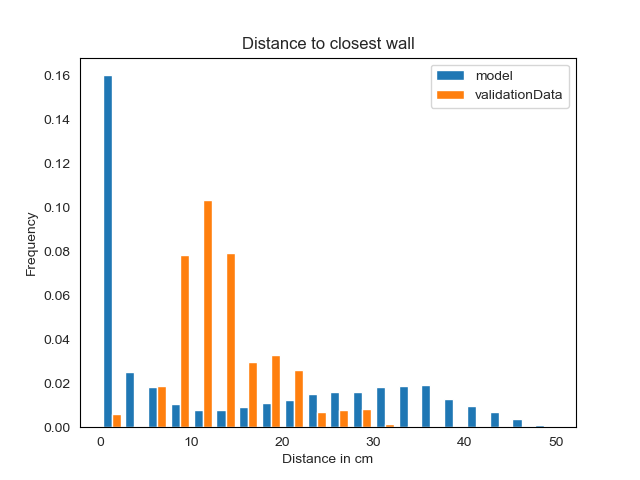 Distance to closest wall
model
validationData
0.16
0.14
0.12
0.10
0.08
0.06
0.04
0.02
0.00
Frequency
0 10 20 30 40 50
Distance in cm